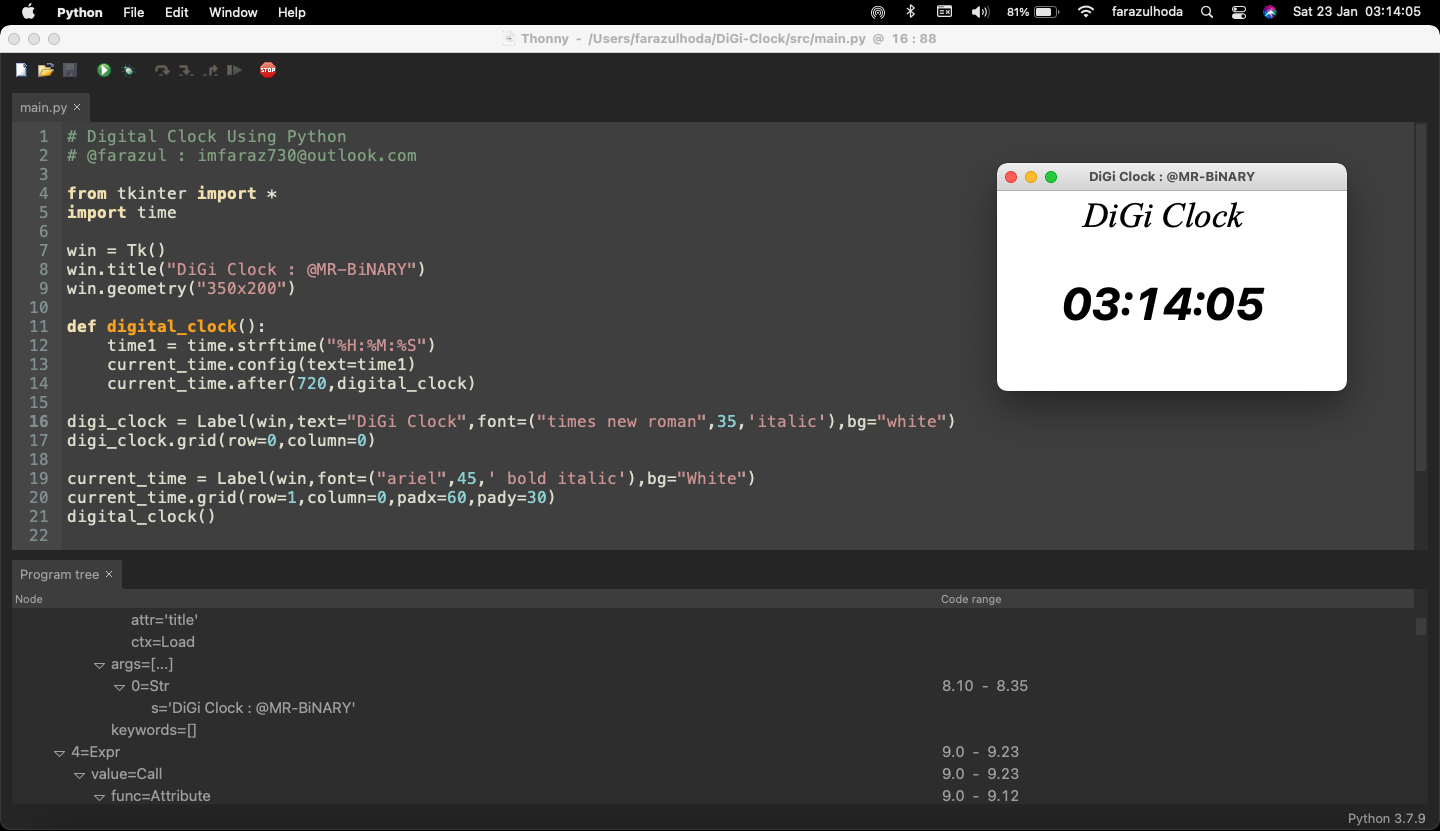 Python File Edit Window Help 81% farazulhoda Sat 23 Jan 03:14:05
Thonny - /Users/farazulhoda/DiGi-Clock/src/main.py @ 16 : 88
STOP
main.py ×
1 # Digital Clock Using Python
2 # @farazul : imfaraz730@outlook.com
3
4 from tkinter import *
5 import time
6
7 win = Tk()
8 win.title("DiGi Clock : @MR-BiNARY")
9 win.geometry("350x200")
10
11 def digital_clock():
12     time1 = time.strftime("%H:%M:%S")
13     current_time.config(text=time1)
14     current_time.after(720,digital_clock)
15
16 digi_clock = Label(win,text="DiGi Clock",font=("times new roman",35,'italic'),bg="white")
17 digi_clock.grid(row=0,column=0)
18
19 current_time = Label(win,font=("ariel",45,' bold italic'),bg="White")
20 current_time.grid(row=1,column=0,padx=60,pady=30)
21 digital_clock()
22
DiGi Clock : @MR-BiNARY
DiGi Clock
03:14:05
Program tree ×
Node Code range
attr='title'
ctx=Load
args=[...]
0=Str 8.10 - 8.35
s='DiGi Clock : @MR-BiNARY'
keywords=[]
4=Expr 9.0 - 9.23
value=Call 9.0 - 9.23
func=Attribute 9.0 - 9.12
Python 3.7.9